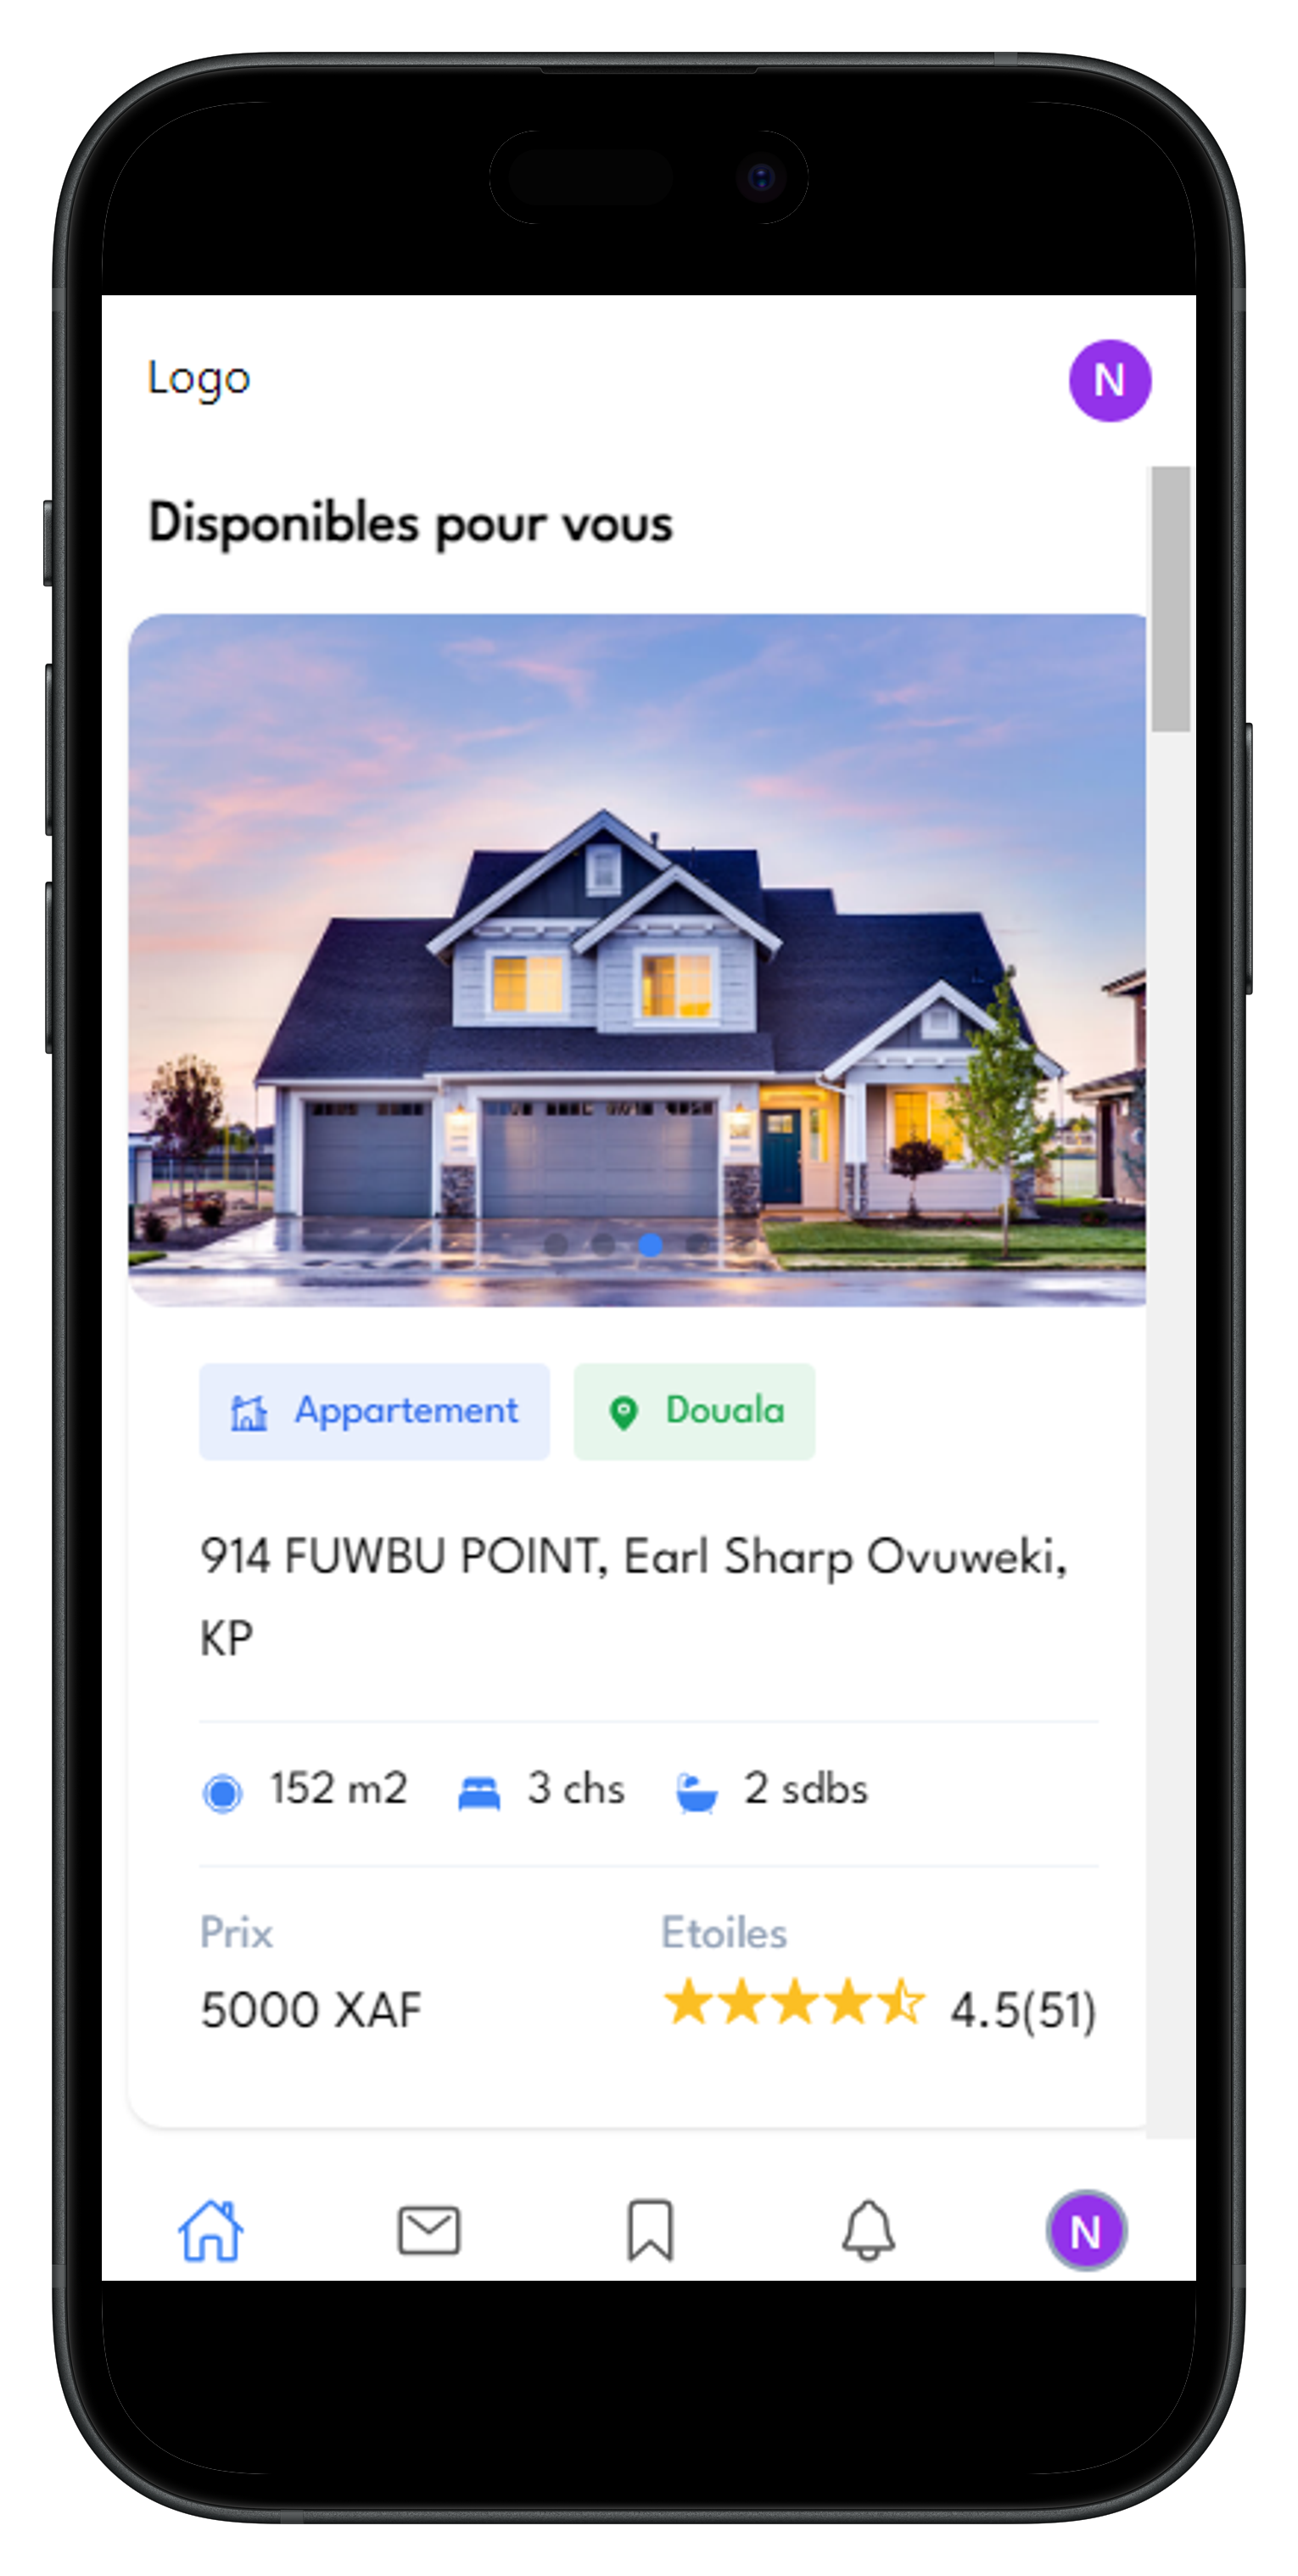 Logo
N
Disponibles pour vous
Appartement
Douala
914 FUWBU POINT, Earl Sharp Ovuweki,
KP
152 m2
3 chs
2 sdbs
Prix
Etoiles
5000 XAF
4.5(51)
N